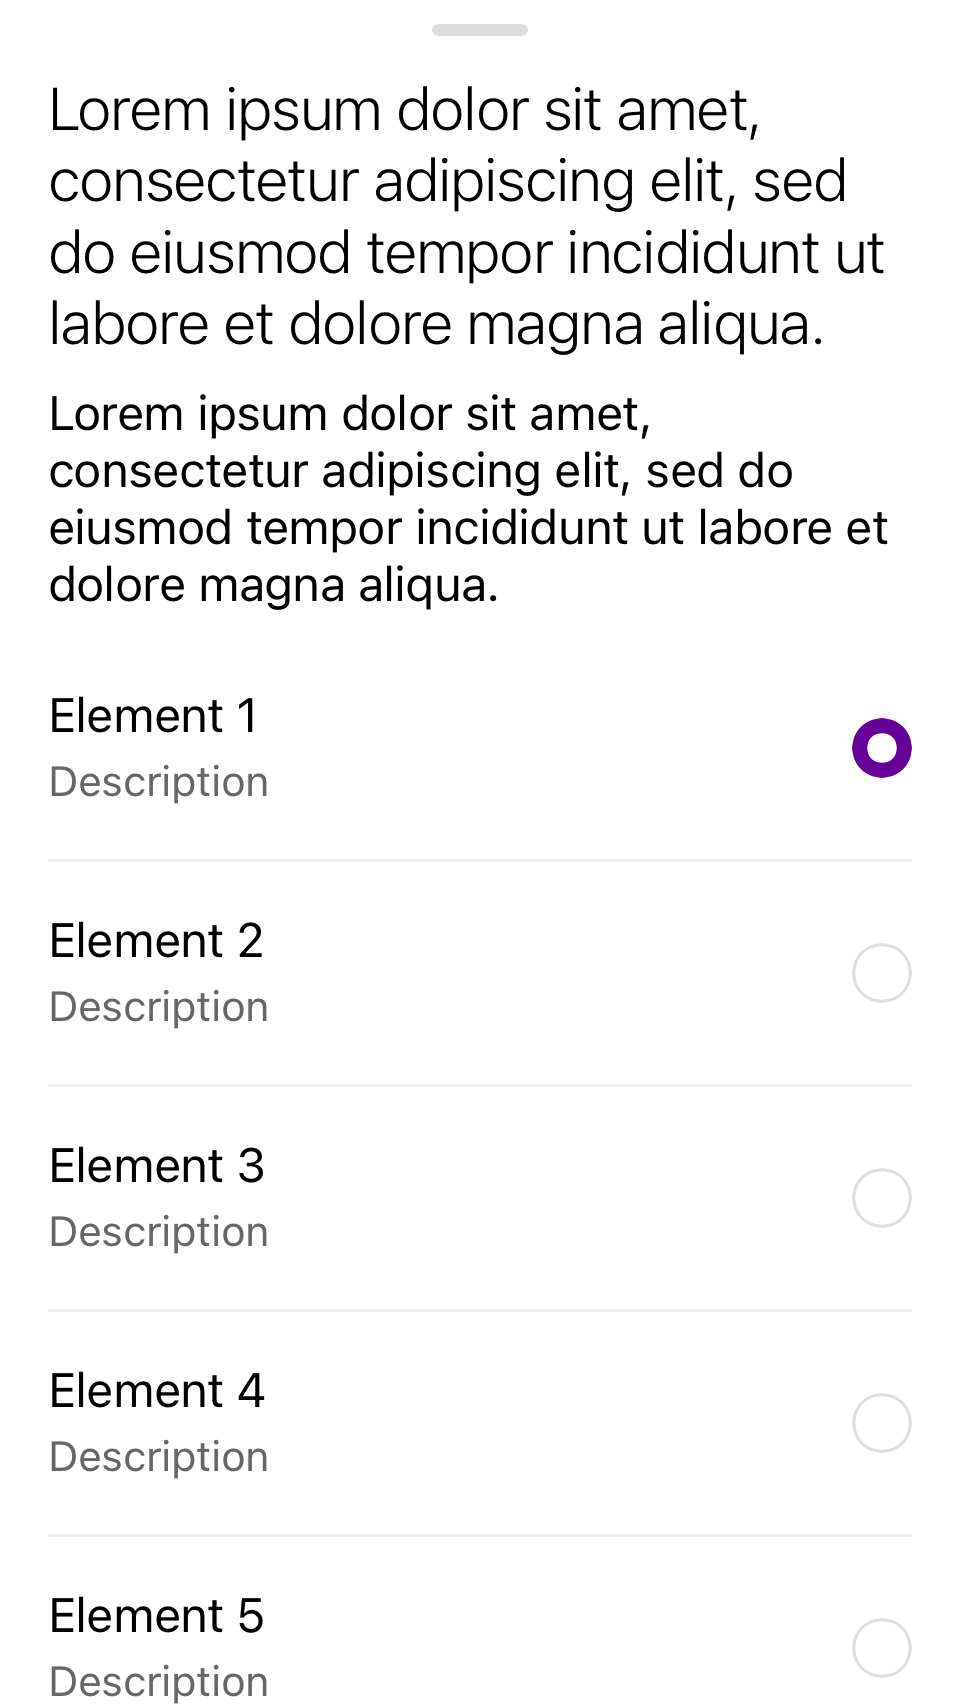 Lorem ipsum dolor sit amet,
consectetur adipiscing elit, sed
do eiusmod tempor incididunt ut
labore et dolore magna aliqua.
Lorem ipsum dolor sit amet,
consectetur adipiscing elit, sed do
eiusmod tempor incididunt ut labore et
dolore magna aliqua.
Element 1
Description
Element 2
Description
Element 3
Description
Element 4
Description
Element 5
Description